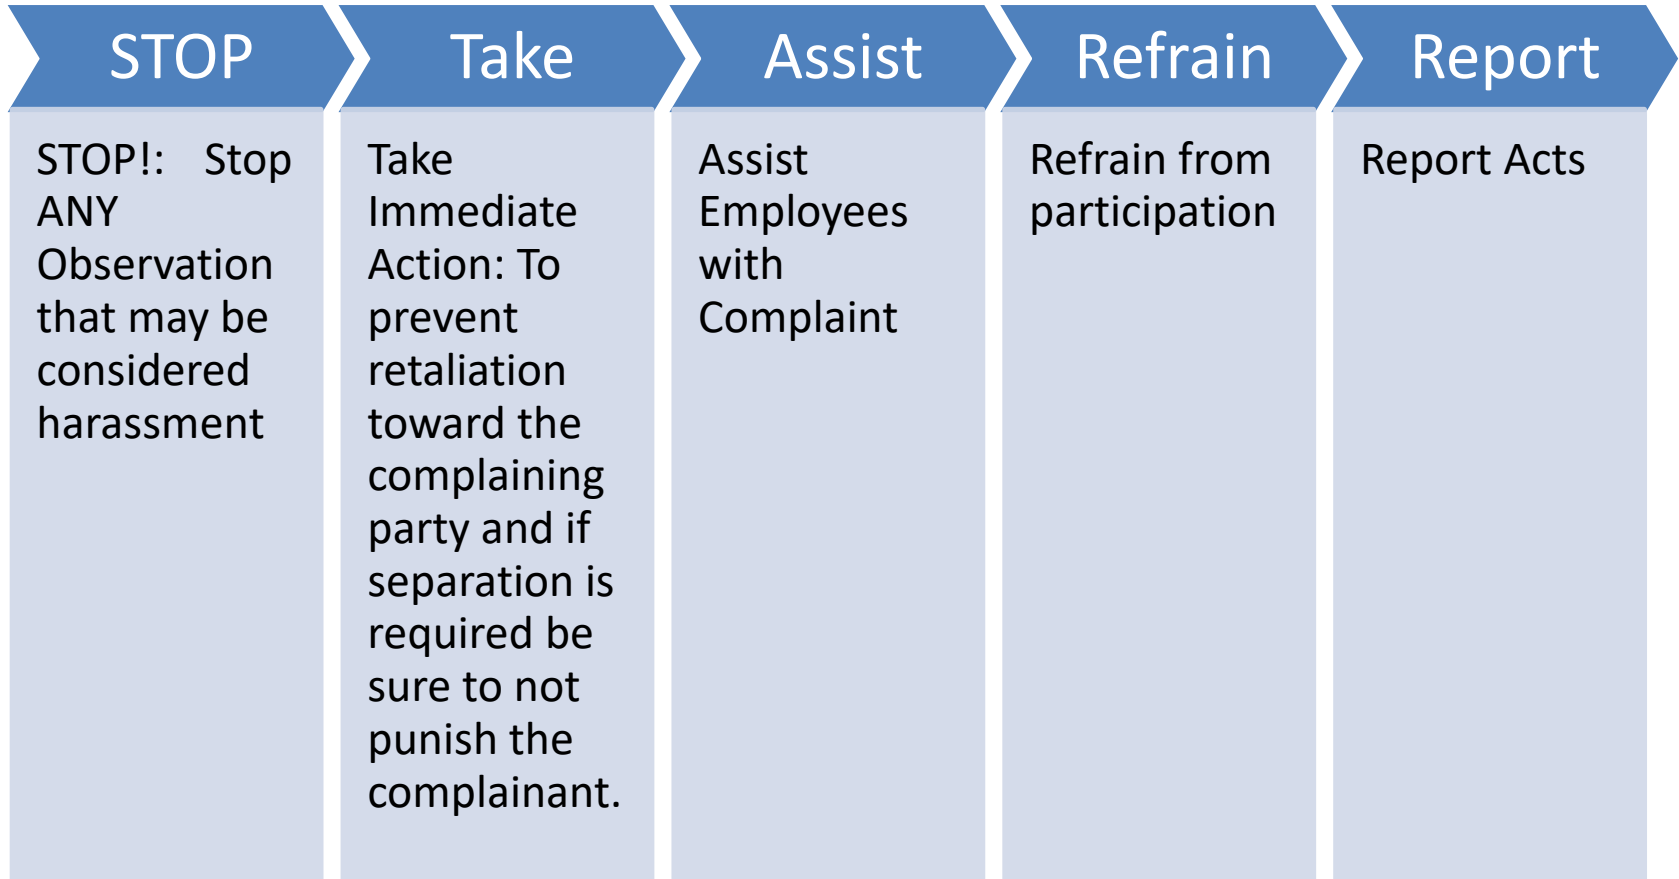 STOP
Take
Assist
Refrain
Report
STOP!: Stop
ANY
Observation
that may be
considered
harassment
Take
Immediate
Action: To
prevent
retaliation
toward the
complaining
party and if
separation is
required be
sure to not
punish the
complainant.
Assist
Employees
with
Complaint
Refrain from
participation
Report Acts